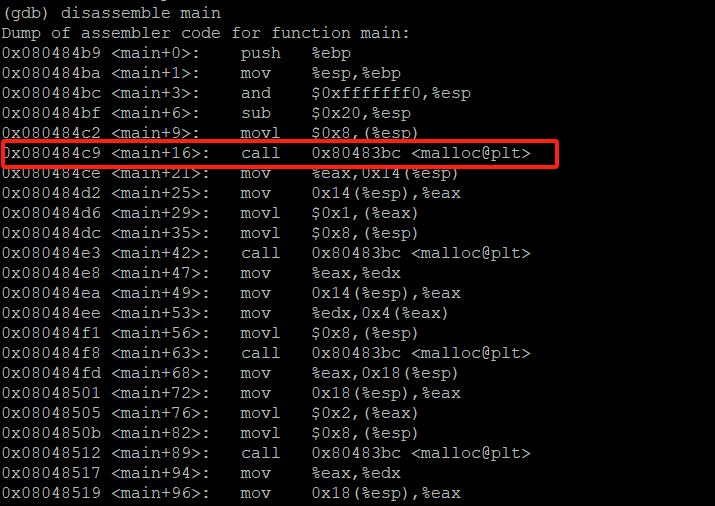 (gdb) disassemble main
Dump of assembler code for function main:
0x080484b9 <main+0>:    push   %ebp
0x080484ba <main+1>:    mov    %esp,%ebp
0x080484bc <main+3>:    and    $0xfffffff0,%esp
0x080484bf <main+6>:    sub    $0x20,%esp
0x080484c2 <main+9>:    movl   $0x8,(%esp)
0x080484c9 <main+16>:   call   0x80483bc <malloc@plt>
0x080484ce <main+21>:   mov    %eax,0x14(%esp)
0x080484d2 <main+25>:   mov    0x14(%esp),%eax
0x080484d6 <main+29>:   movl   $0x1,(%eax)
0x080484dc <main+35>:   movl   $0x8,(%esp)
0x080484e3 <main+42>:   call   0x80483bc <malloc@plt>
0x080484e8 <main+47>:   mov    %eax,%edx
0x080484ea <main+49>:   mov    0x14(%esp),%eax
0x080484ee <main+53>:   mov    %edx,0x4(%eax)
0x080484f1 <main+56>:   movl   $0x8,(%esp)
0x080484f8 <main+63>:   call   0x80483bc <malloc@plt>
0x080484fd <main+68>:   mov    %eax,0x18(%esp)
0x08048501 <main+72>:   mov    0x18(%esp),%eax
0x08048505 <main+76>:   movl   $0x2,(%eax)
0x0804850b <main+82>:   movl   $0x8,(%esp)
0x08048512 <main+89>:   call   0x80483bc <malloc@plt>
0x08048517 <main+94>:   mov    %eax,%edx
0x08048519 <main+96>:   mov    0x18(%esp),%eax